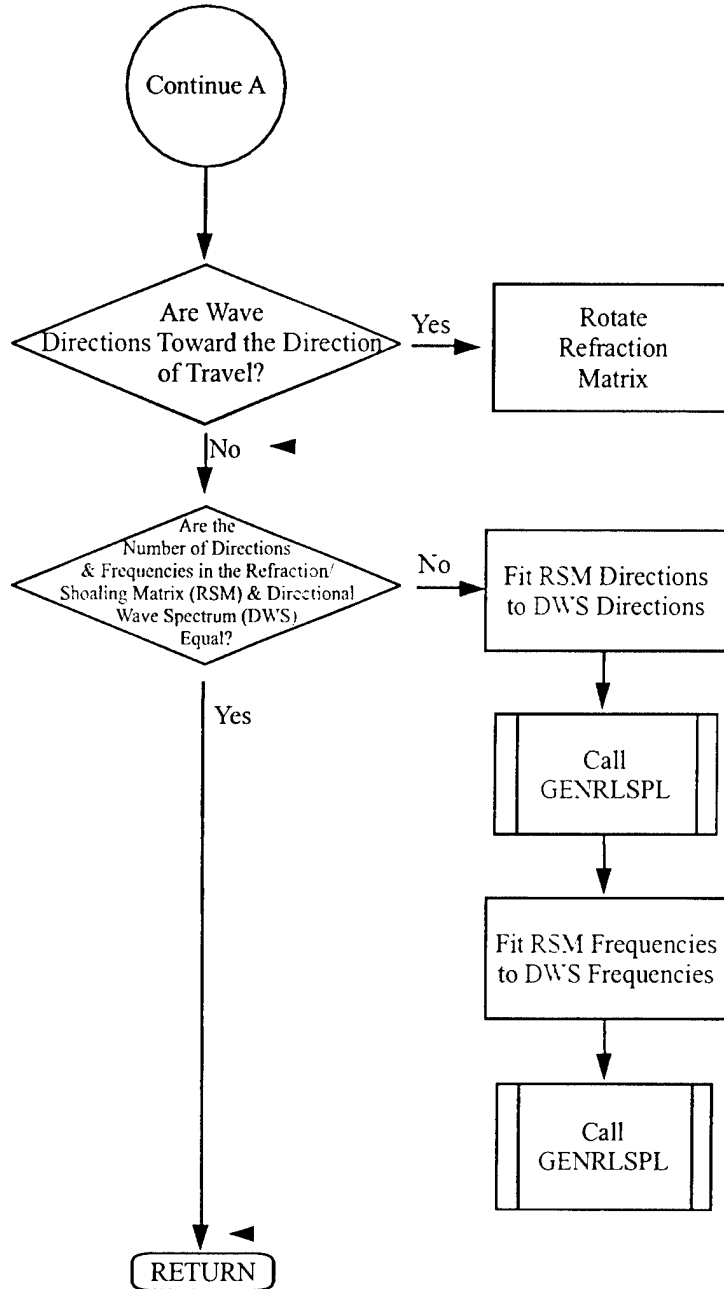 Continue A
Are Wave
Directions Toward the Direction
of Travel?
Yes
Rotate
Refraction
Matrix
No
Are the
Number of Directions
& Frequencies in the Refraction/
Shoaling Matrix (RSM) & Directional
Wave Spectrum (DWS)
Equal?
No
Fit RSM Directions
to DWS Directions
Yes
Call
GENRLSPL
Fit RSM Frequencies
to DWS Frequencies
Call
GENRLSPL
RETURN